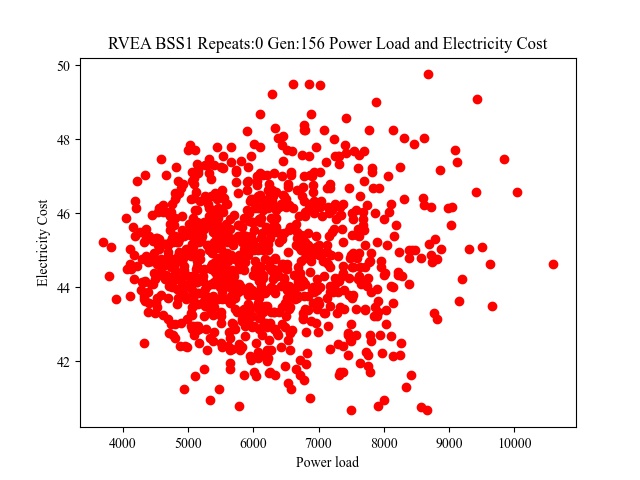 RVEA BSS1 Repeats:0 Gen:156 Power Load and Electricity Cost
50
48
46
44
42
Electricity Cost
4000 5000 6000 7000 8000 9000 10000
Power load